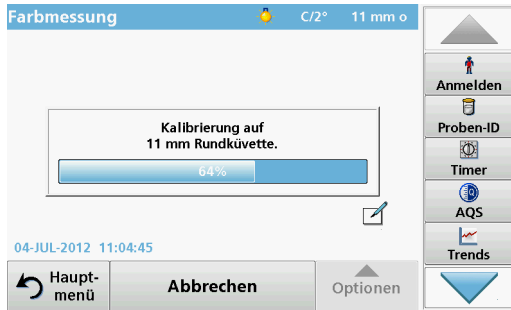 Farbmessung C/2° 11 mm o
Kalibrierung auf
11 mm Rundküvette.
64%
04-JUL-2012 11:04:45
Haupt-
menü
Abbrechen
Optionen
Anmelden
Proben-ID
Timer
AQS
Trends